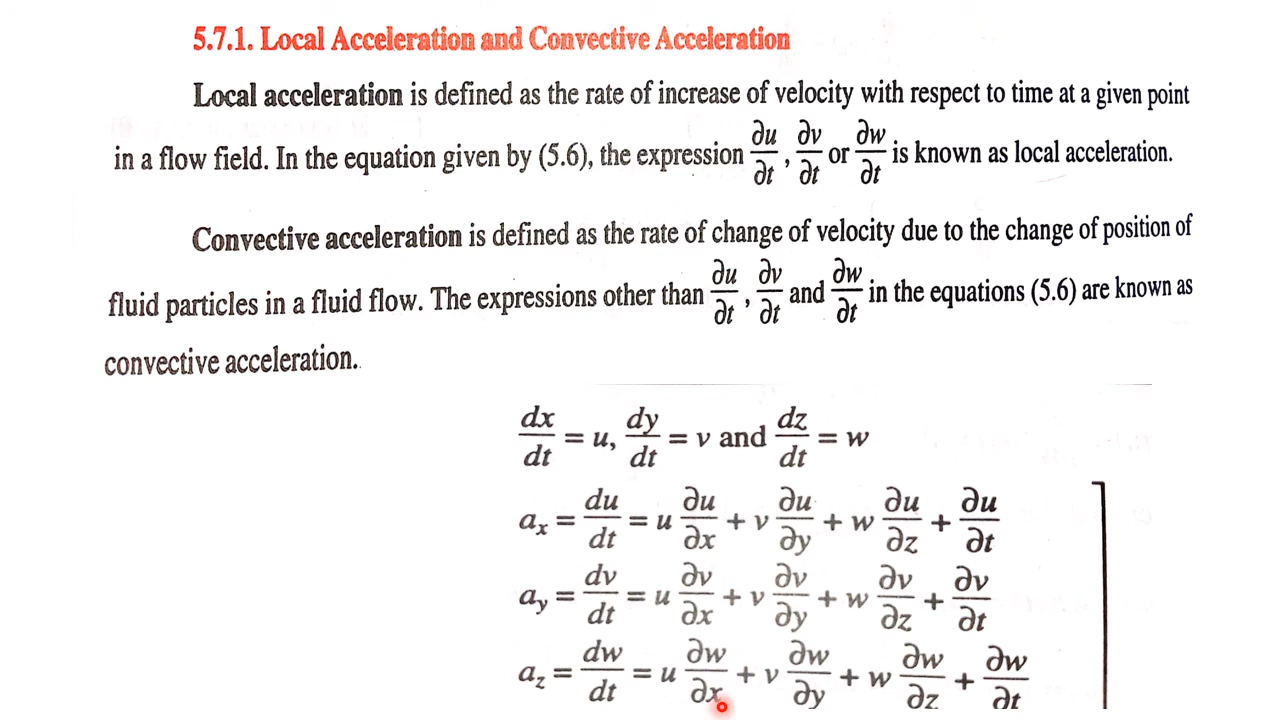 5.7.1. Local Acceleration and Convective Acceleration
Local acceleration is defined as the rate of increase of velocity with respect to time at a given point
in a flow field. In the equation given by (5.6), the expression ∂u/∂t, ∂v/∂t or ∂w/∂t is known as local acceleration.
Convective acceleration is defined as the rate of change of velocity due to the change of position of
fluid particles in a fluid flow. The expressions other than ∂u/∂t, ∂v/∂t and ∂w/∂t in the equations (5.6) are known as
convective acceleration.
dx/dt = u, dy/dt = v and dz/dt = w
aₓ = du/dt = u ∂u/∂x + v ∂u/∂y + w ∂u/∂z + ∂u/∂t
a_y = dv/dt = u ∂v/∂x + v ∂v/∂y + w ∂v/∂z + ∂v/∂t
a_z = dw/dt = u ∂w/∂x + v ∂w/∂y + w ∂w/∂z + ∂w/∂t